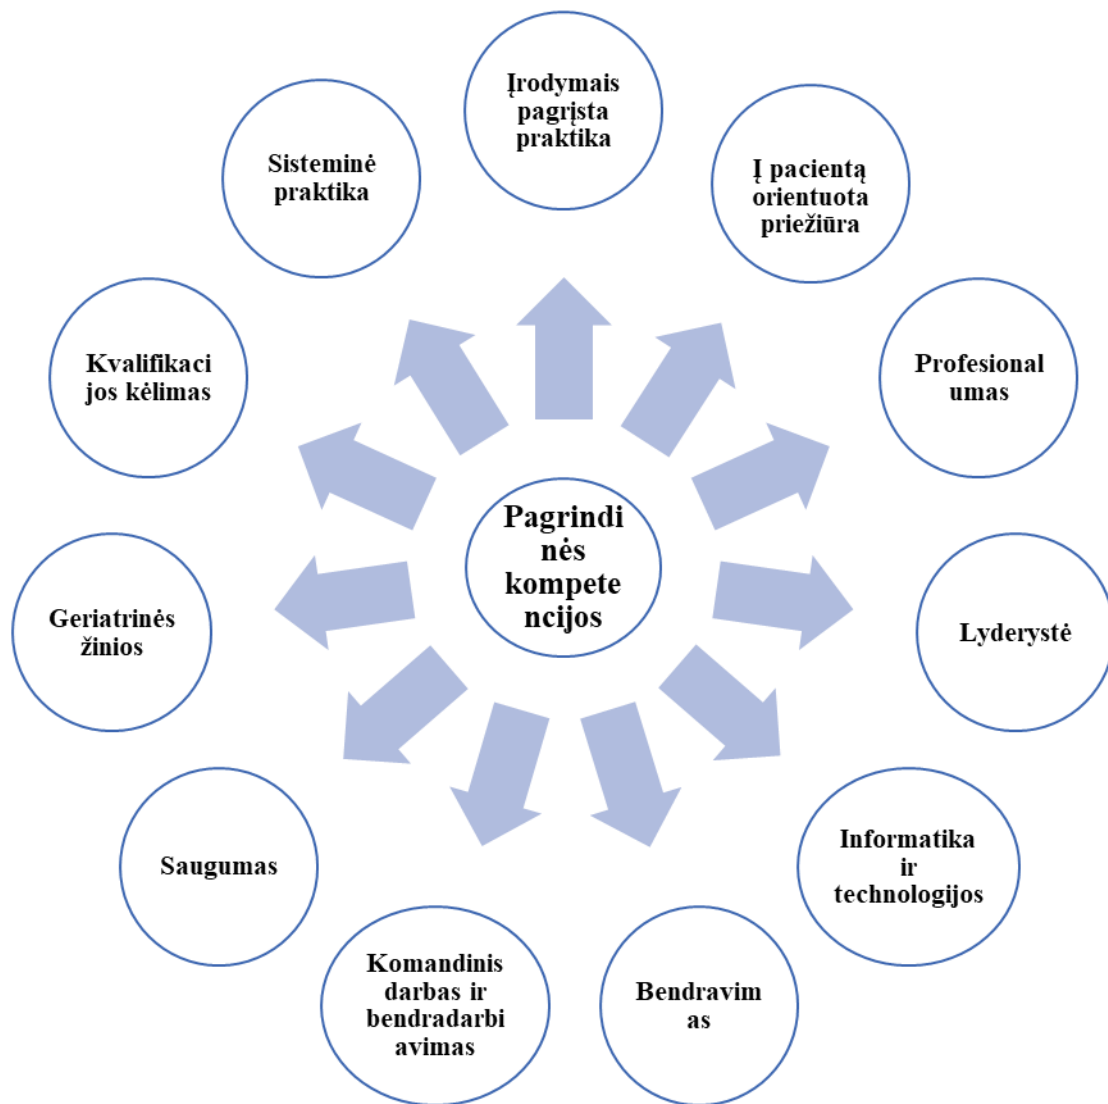 Įrodymais
pagrįsta
praktika
Į pacientą
orientuota
priežiūra
Profesional
umas
Lyderystė
Informatika
ir
technologijos
Bendravim
as
Komandinis
darbas ir
bendradarbi
avimas
Saugumas
Geriatrinės
žinios
Kvalifikaci
jos kėlimas
Sisteminė
praktika
Pagrindi
nės
kompete
ncijos